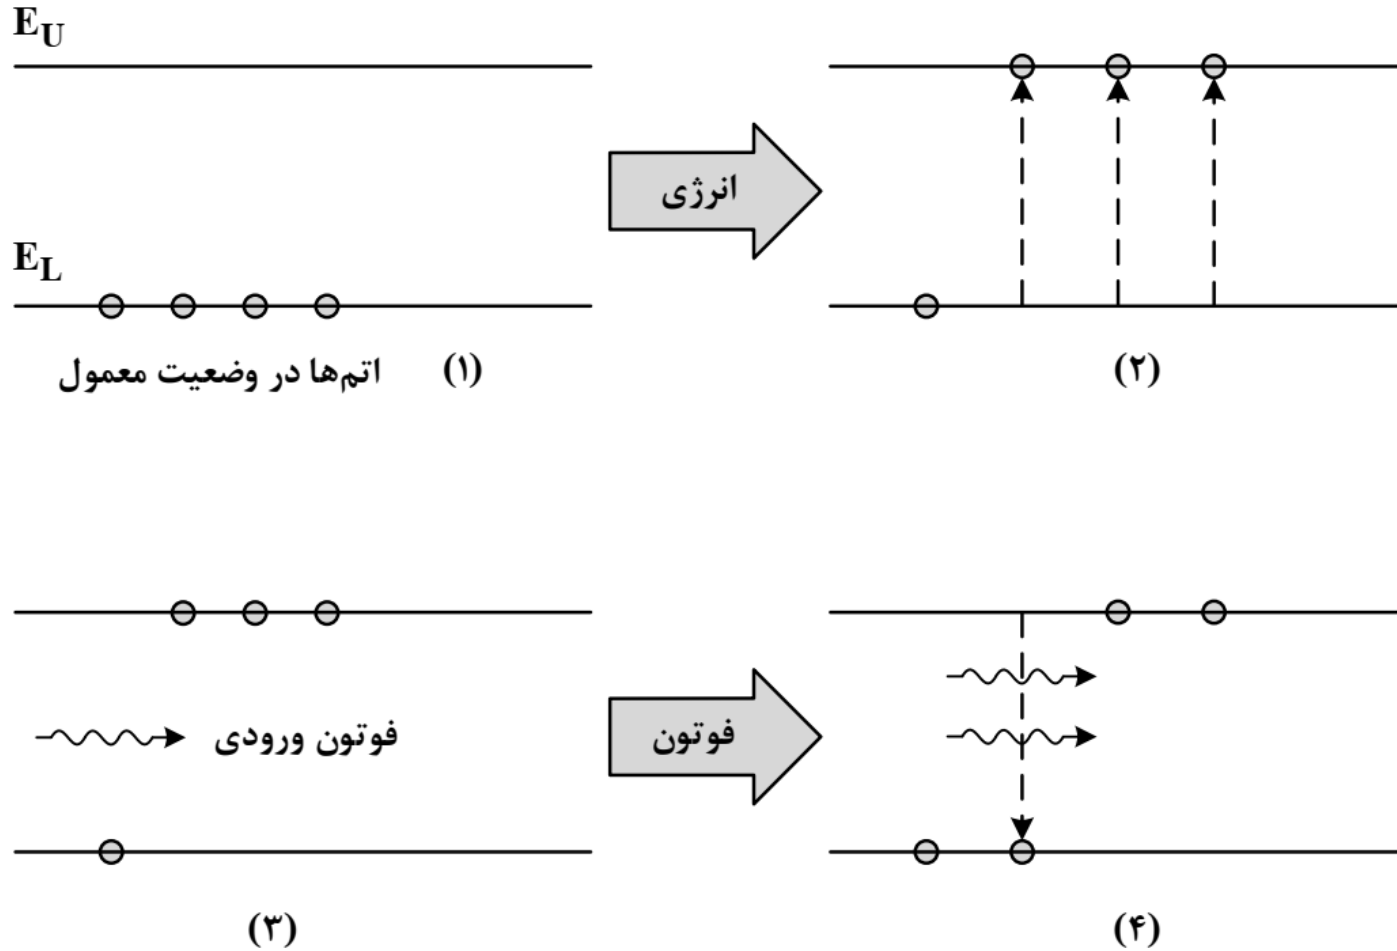 E_U
انرژی
E_L
(۱) اتم‌ها در وضعیت معمول
(۲)
فوتون ورودی
فوتون
(۳)
(۴)